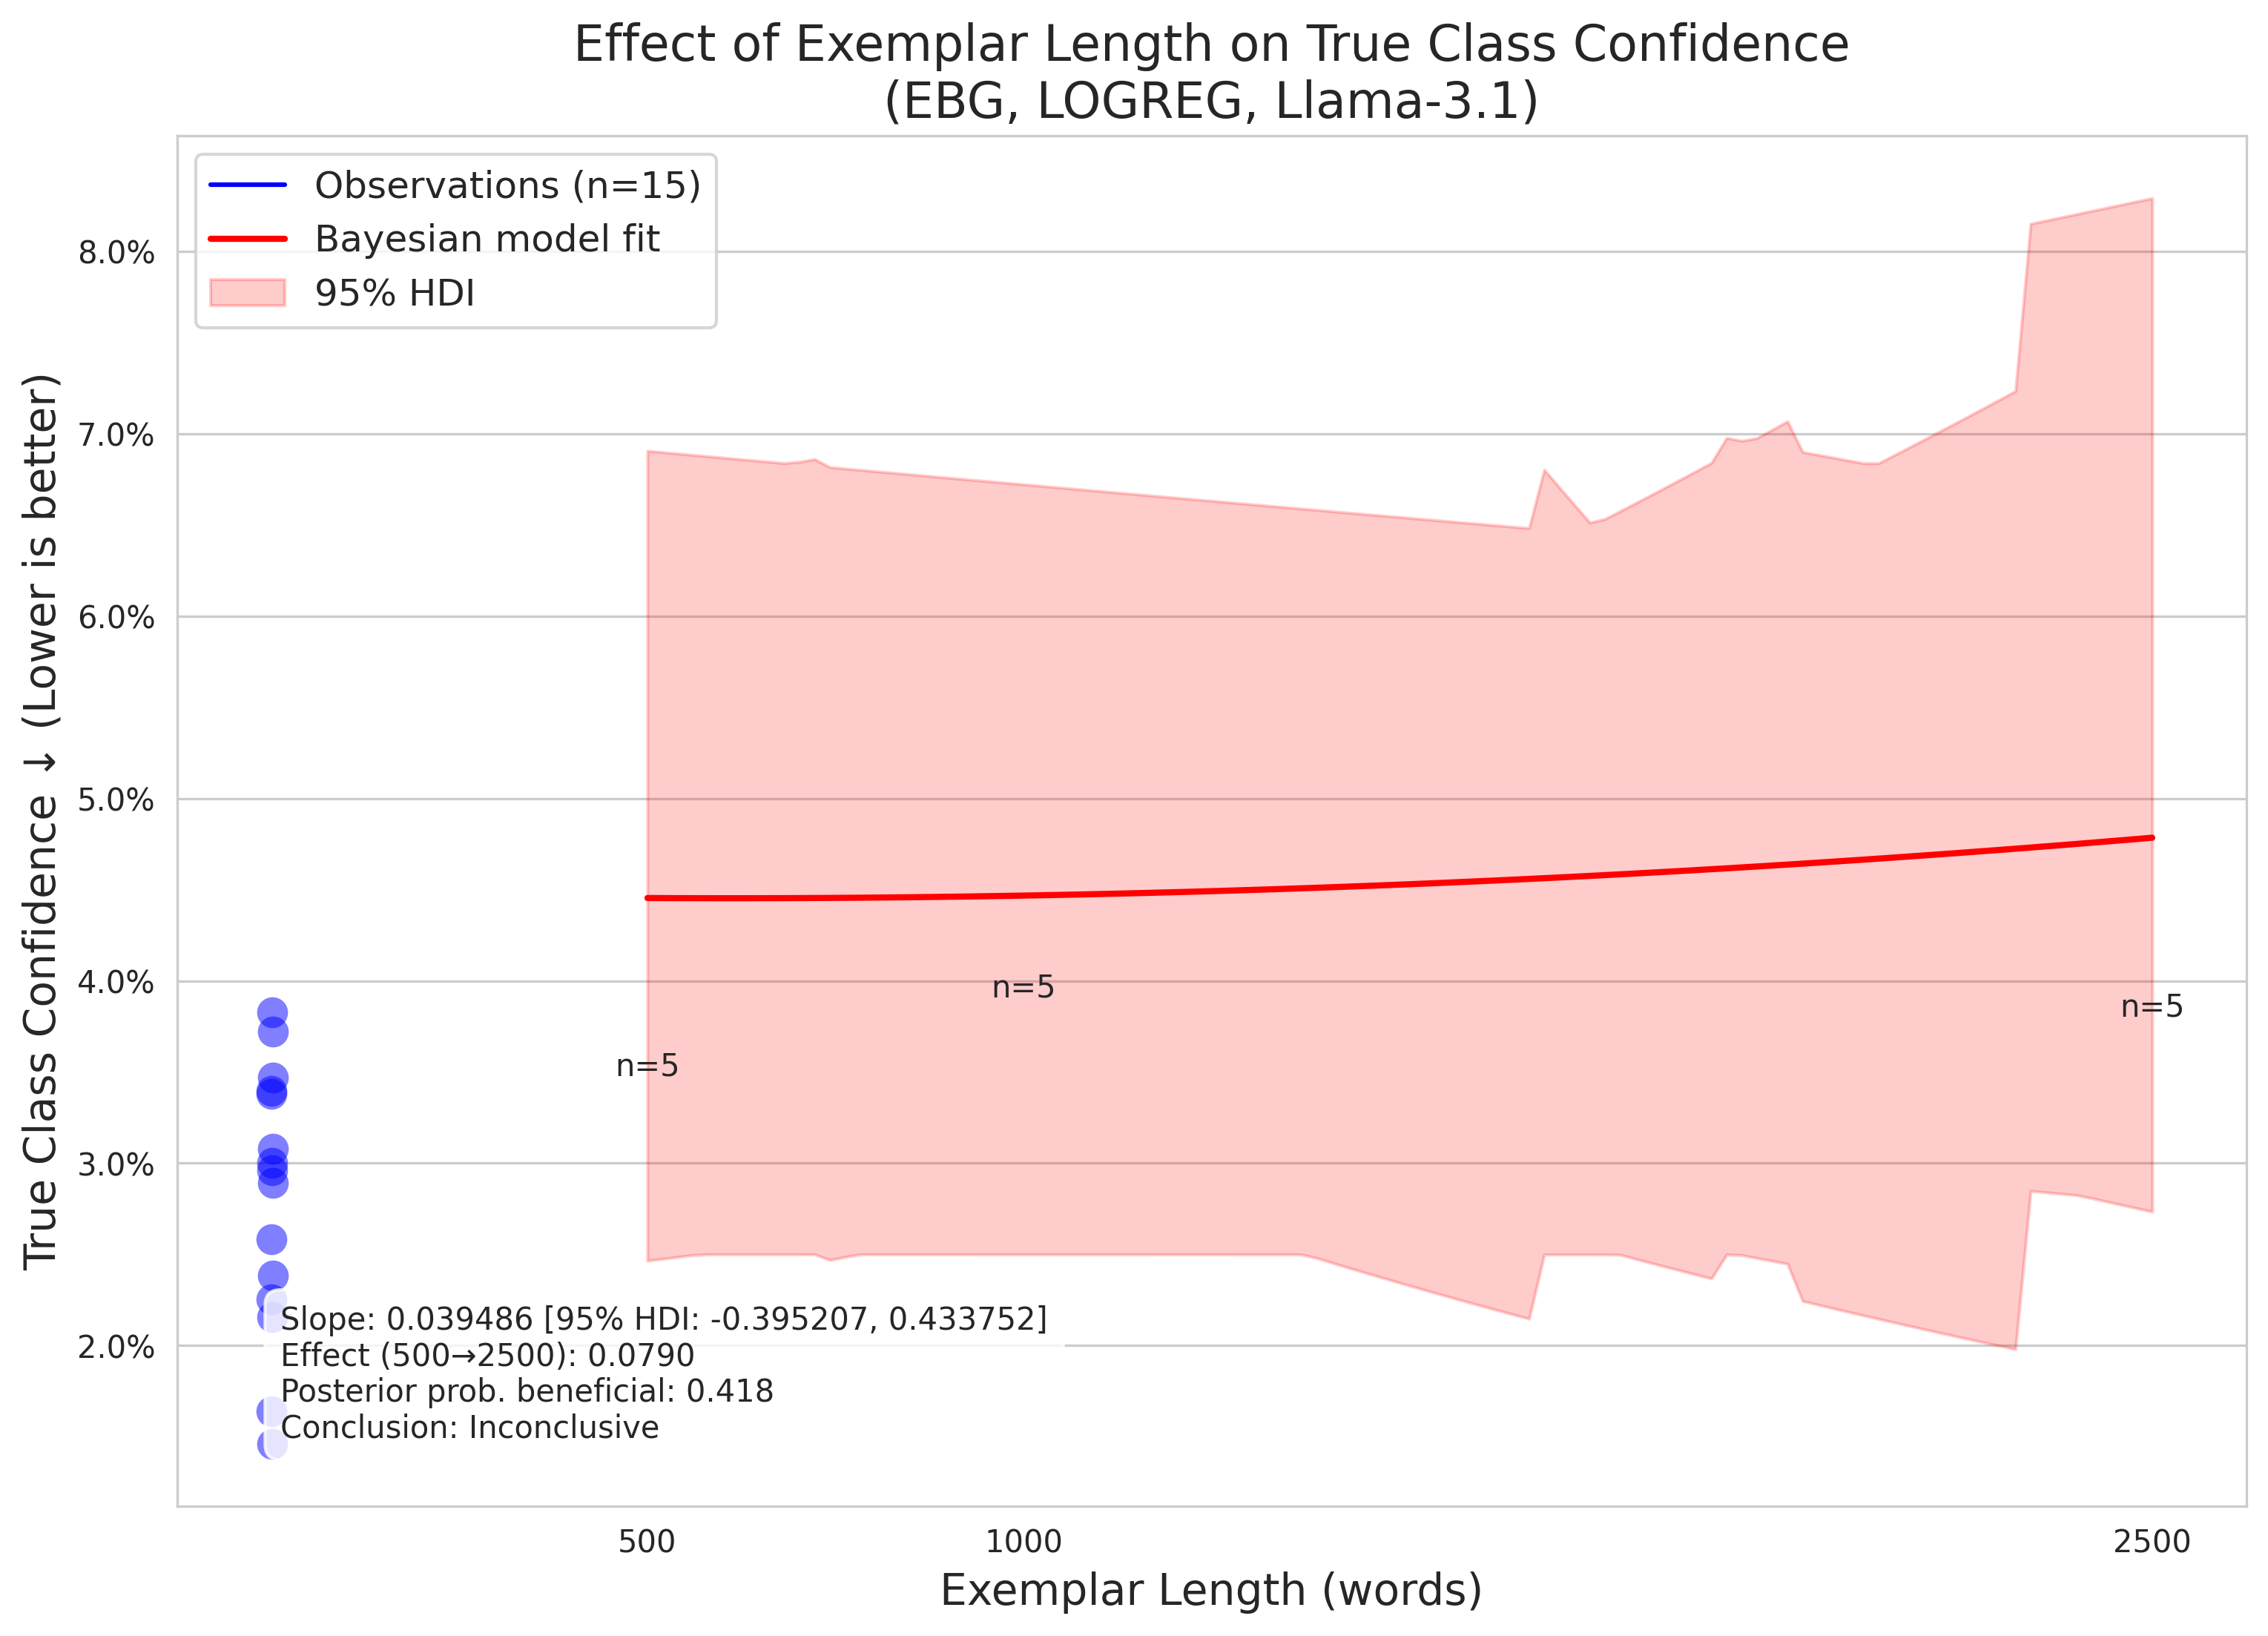 Effect of Exemplar Length on True Class Confidence
(EBG, LOGREG, Llama-3.1)
Observations (n=15)
Bayesian model fit
95% HDI
True Class Confidence ↓ (Lower is better)
8.0%
7.0%
6.0%
5.0%
4.0%
3.0%
2.0%
n=5
n=5
n=5
Slope: 0.039486 [95% HDI: -0.395207, 0.433752]
Effect (500→2500): 0.0790
Posterior prob. beneficial: 0.418
Conclusion: Inconclusive
500
1000
2500
Exemplar Length (words)